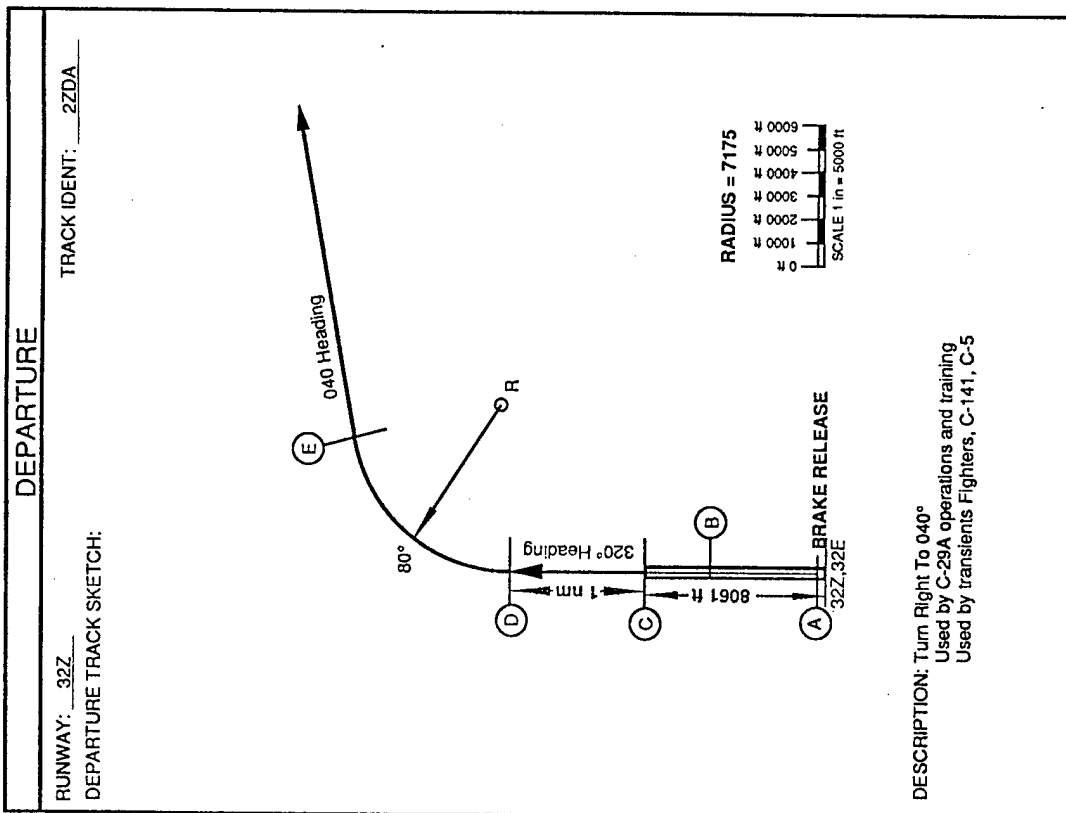 DEPARTURE
RUNWAY: 32Z
TRACK IDENT: 2ZDA
DEPARTURE TRACK SKETCH:
040 Heading
E
80°
R
320° Heading
D
1 nm
C
B
8061 ft
A
BRAKE RELEASE
32Z,32E
RADIUS = 7175
0 ft
1000 ft
2000 ft
3000 ft
4000 ft
5000 ft
6000 ft
SCALE 1 in = 5000 ft
DESCRIPTION: Turn Right To 040°
Used by C-29A operations and training
Used by transients Fighters, C-141, C-5